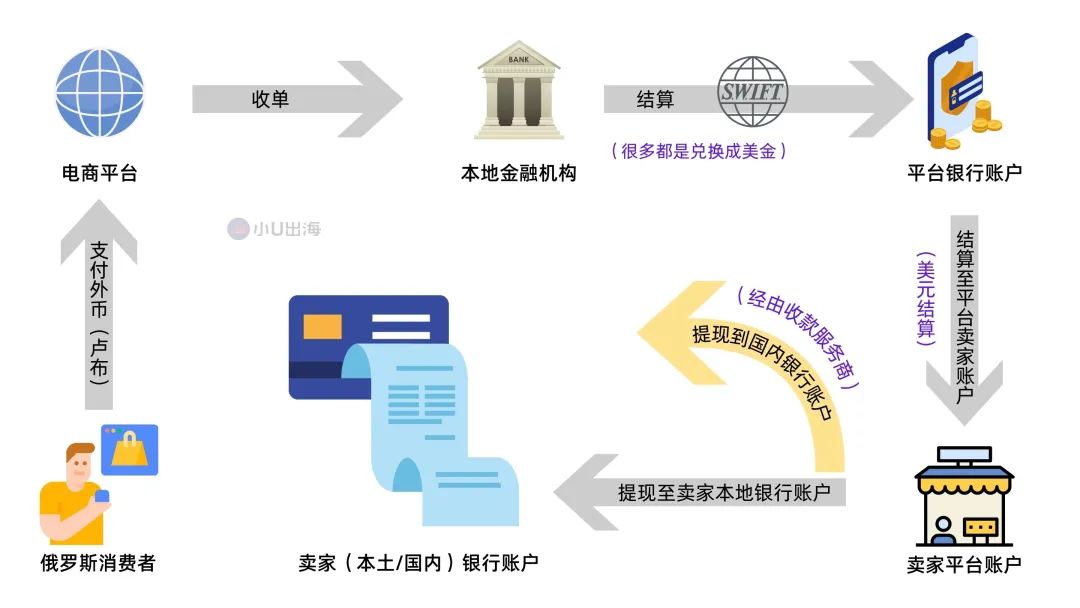 收单
BANK
结算
SWIFT
(很多都是兑换成美金)
电商平台
本地金融机构
平台银行账户
小U出海
支付外币(卢布)
结算至平台卖家账户
(美元结算)
(经由收款服务商)
提现到国内银行账户
提现至卖家本地银行账户
俄罗斯消费者
卖家(本土/国内)银行账户
卖家平台账户